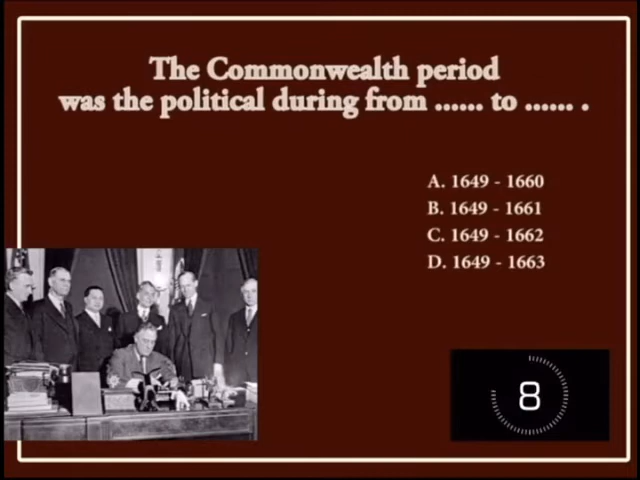 The Commonwealth period
was the political during from ...... to ...... .
A. 1649 - 1660
B. 1649 - 1661
C. 1649 - 1662
D. 1649 - 1663
8